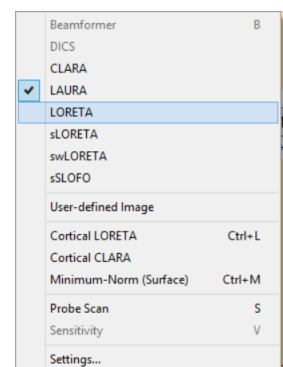 Beamformer B
DICS
CLARA
LAURA
LORETA
sLORETA
swLORETA
sSLOFO
User-defined Image
Cortical LORETA Ctrl+L
Cortical CLARA
Minimum-Norm (Surface) Ctrl+M
Probe Scan S
Sensitivity V
Settings...